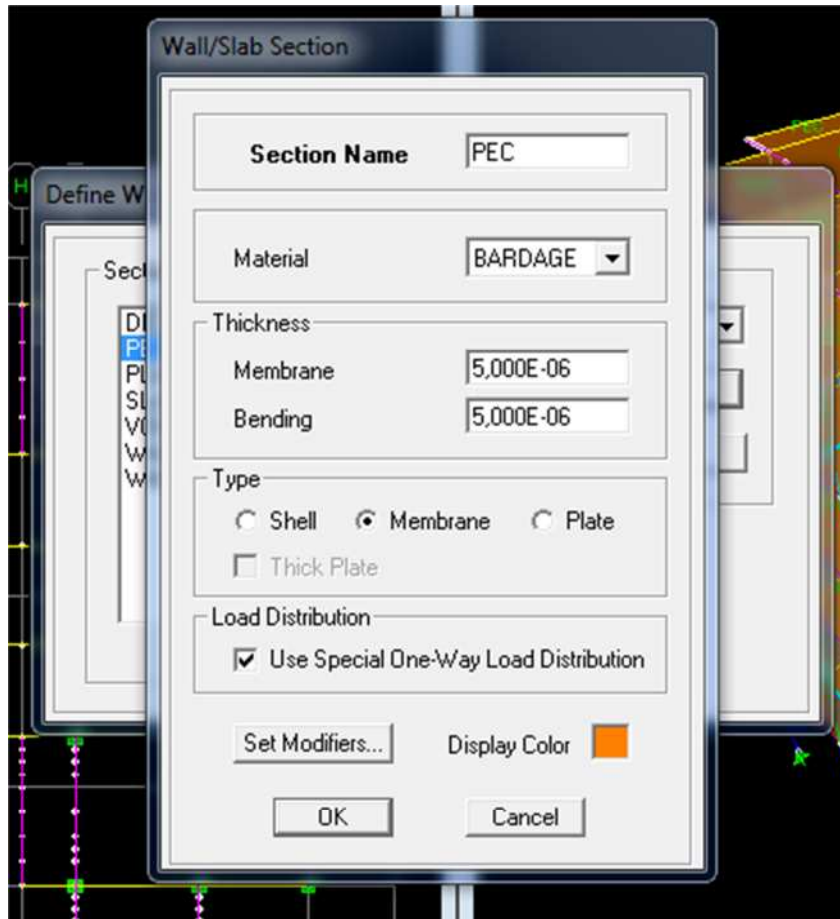 Wall/Slab Section
Section Name PEC
Define W
H
Material BARDAGE
Sect
Thickness
Membrane 5,000E-06
Bending 5,000E-06
PE
PL
SL
Type
Shell Membrane Plate
Thick Plate
Load Distribution
Use Special One-Way Load Distribution
Set Modifiers... Display Color
OK Cancel